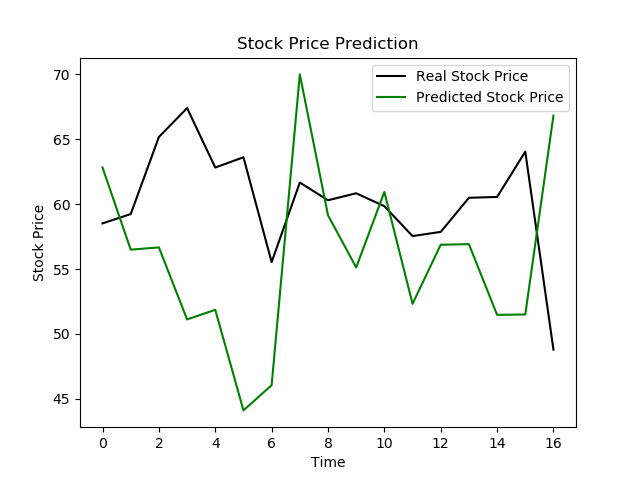 Stock Price Prediction
Real Stock Price
Predicted Stock Price
Stock Price
70
65
60
55
50
45
0 2 4 6 8 10 12 14 16
Time